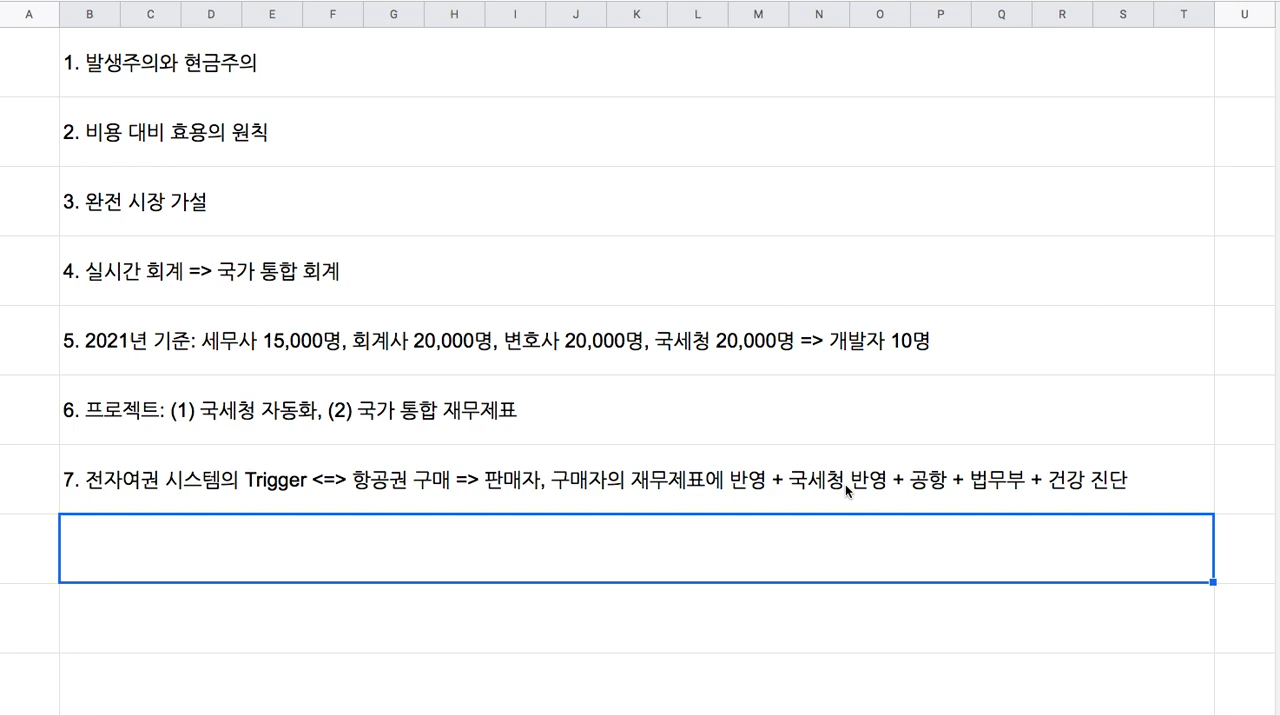 A B C D E F G H I J K L M N O P Q R S T U
1. 발생주의와 현금주의
2. 비용 대비 효용의 원칙
3. 완전 시장 가설
4. 실시간 회계 => 국가 통합 회계
5. 2021년 기준: 세무사 15,000명, 회계사 20,000명, 변호사 20,000명, 국세청 20,000명 => 개발자 10명
6. 프로젝트: (1) 국세청 자동화, (2) 국가 통합 재무제표
7. 전자여권 시스템의 Trigger <=> 항공권 구매 => 판매자, 구매자의 재무제표에 반영 + 국세청 반영 + 공항 + 법무부 + 건강 진단